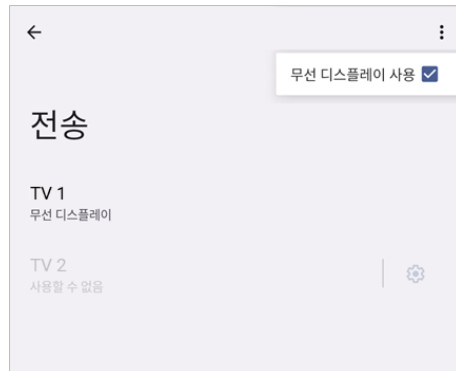 무선 디스플레이 사용
전송
TV 1
무선 디스플레이
TV 2
사용할 수 없음